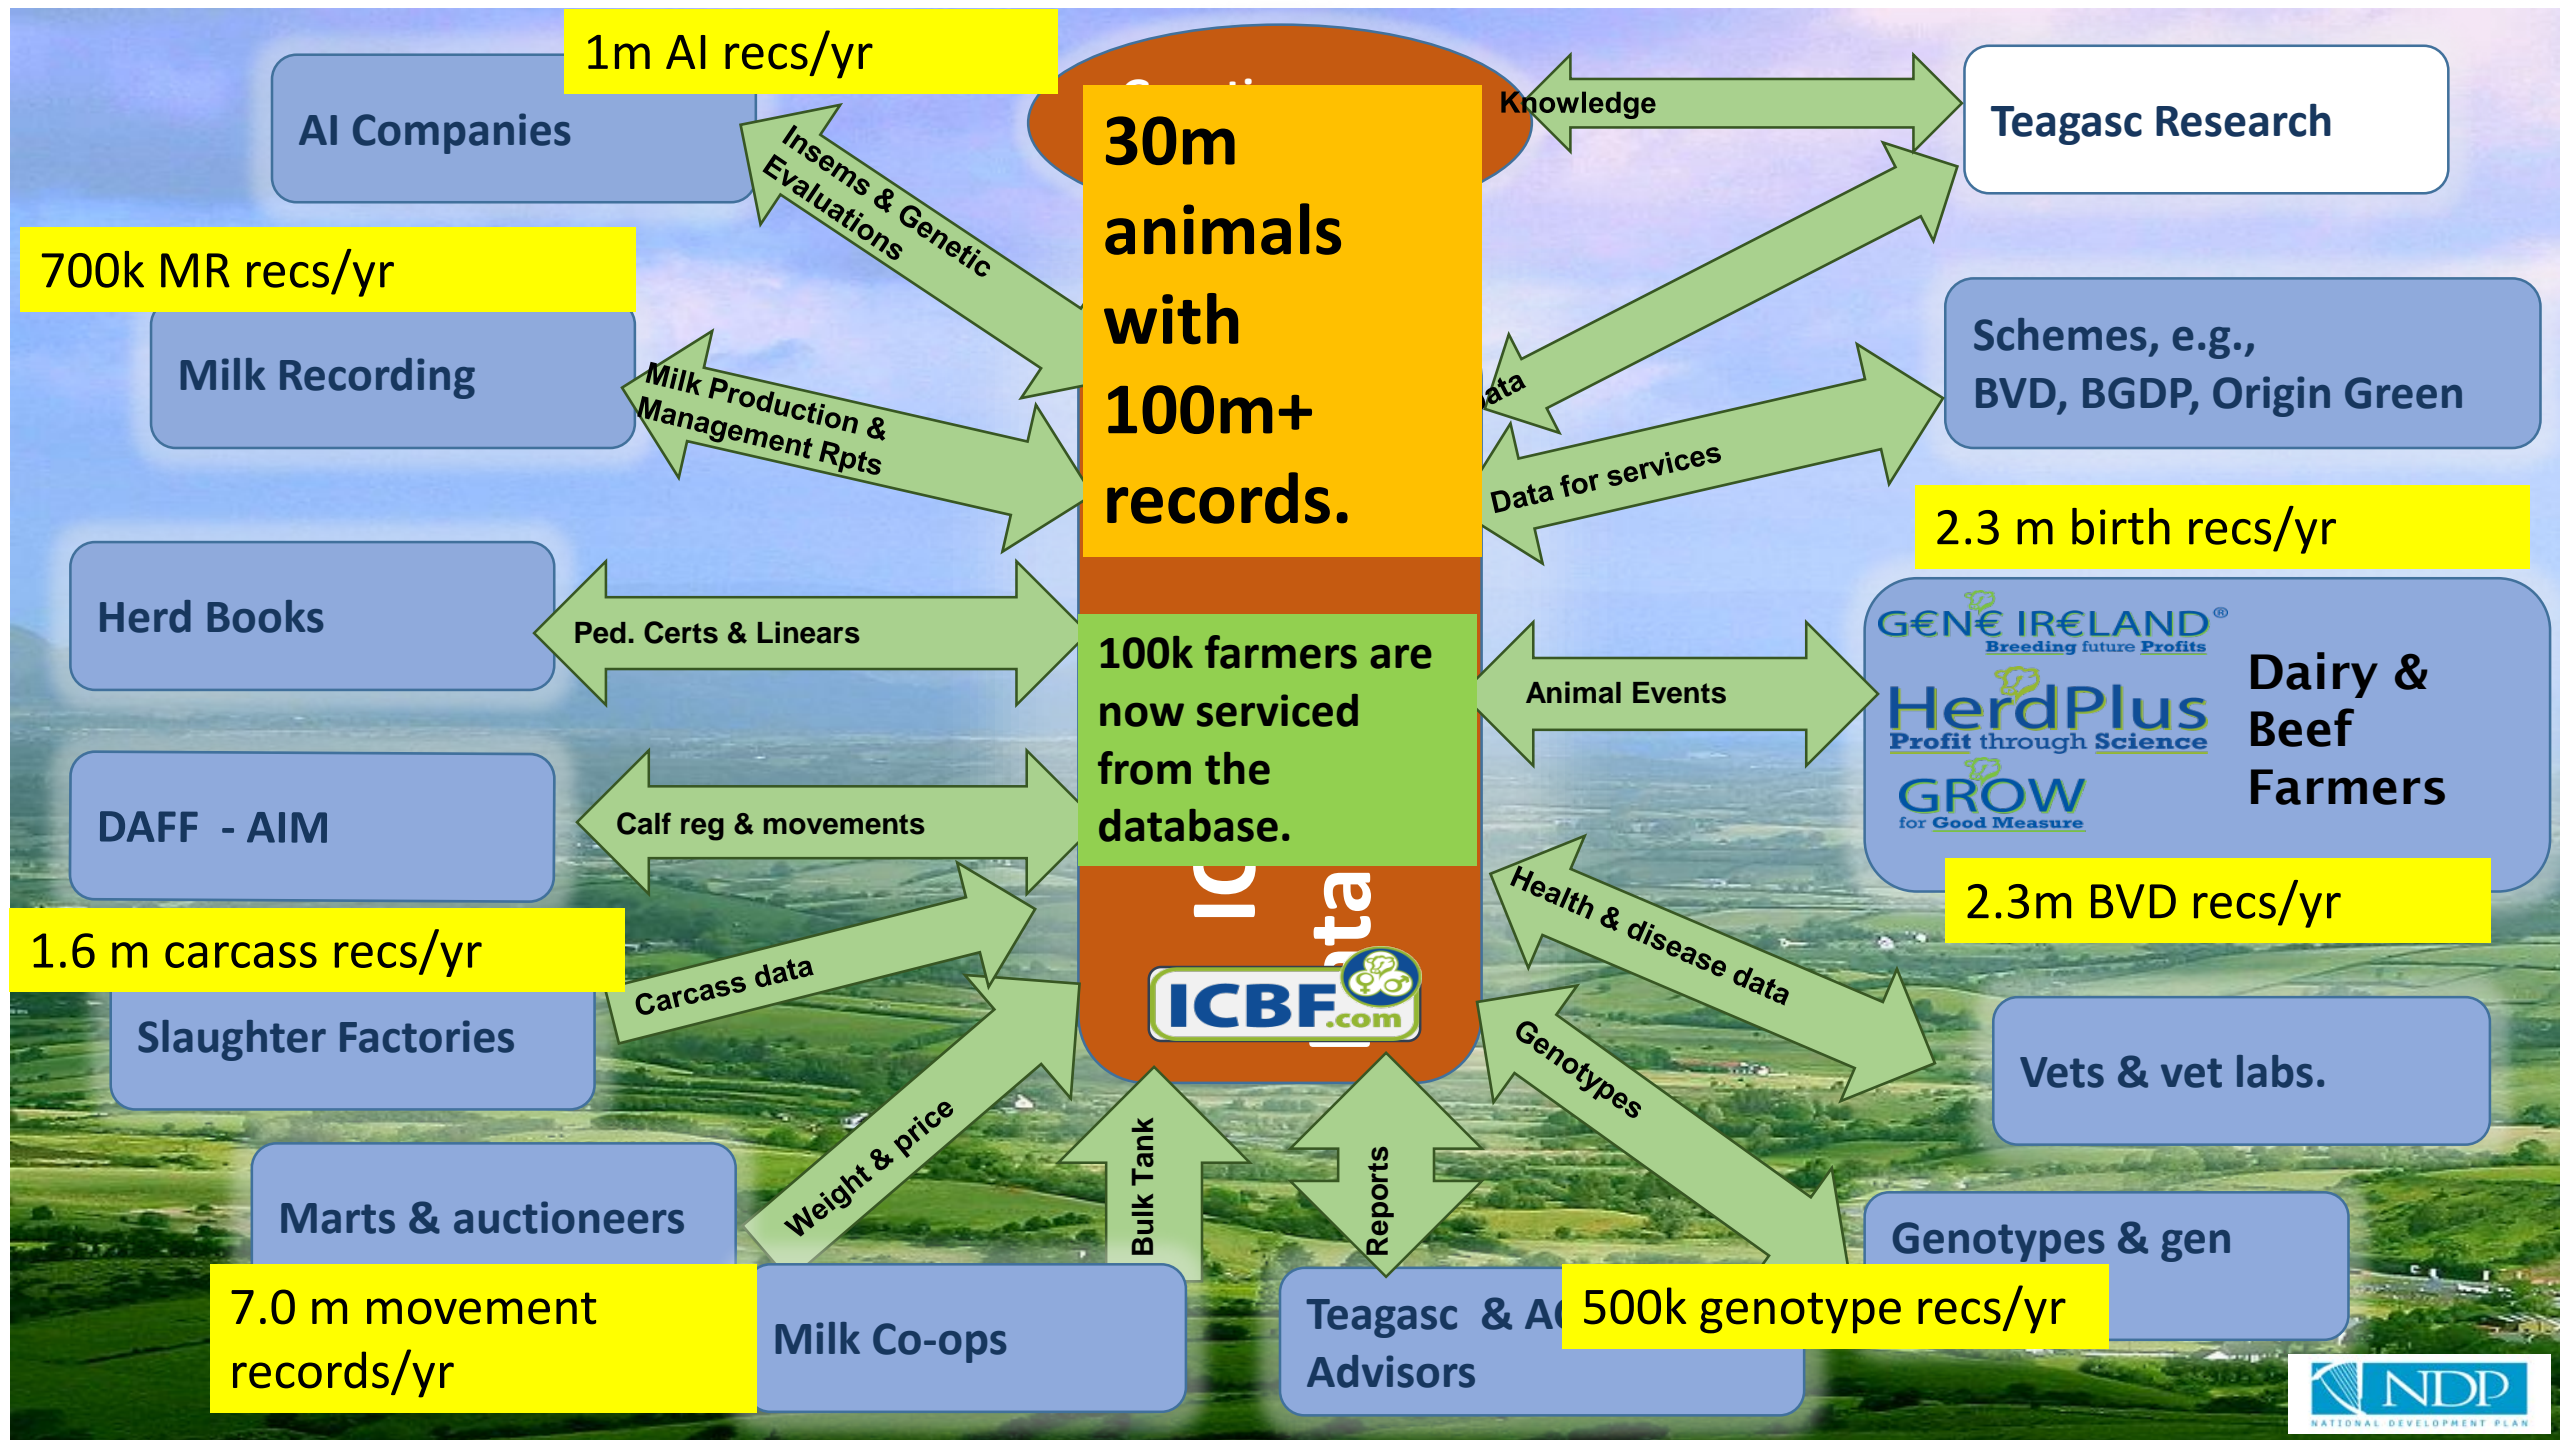 1m AI recs/yr
AI Companies
Insems & Genetic
Evaluations
700k MR recs/yr
Milk Recording
Milk Production &
Management Rpts
Herd Books
Ped. Certs & Linears
DAFF - AIM
Calf reg & movements
1.6 m carcass recs/yr
Slaughter Factories
Carcass data
Marts & auctioneers
Weight & price
7.0 m movement
records/yr
Milk Co-ops
Bulk Tank
30m
animals
with
100m+
records.
100k farmers are
now serviced
from the
database.
ICBF.com
Reports
Teagasc &
Advisors
Knowledge
Teagasc Research
Schemes, e.g.,
BVD, BGDP, Origin Green
Data for services
2.3 m birth recs/yr
G€N€ IR€LAND®
Breeding future Profits
HerdPlus
Profit through Science
GROW
for Good Measure
Dairy &
Beef
Farmers
Animal Events
2.3m BVD recs/yr
Health & disease data
Vets & vet labs.
Genotypes
Genotypes & gen
500k genotype recs/yr
NDP
NATIONAL DEVELOPMENT PLAN